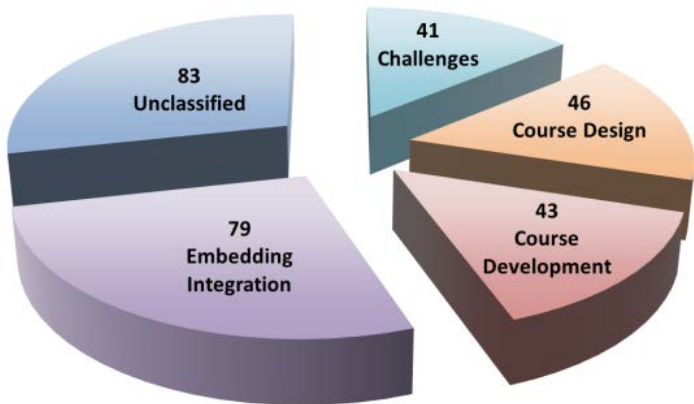 41
Challenges
83
Unclassified
46
Course Design
43
Course
Development
79
Embedding
Integration